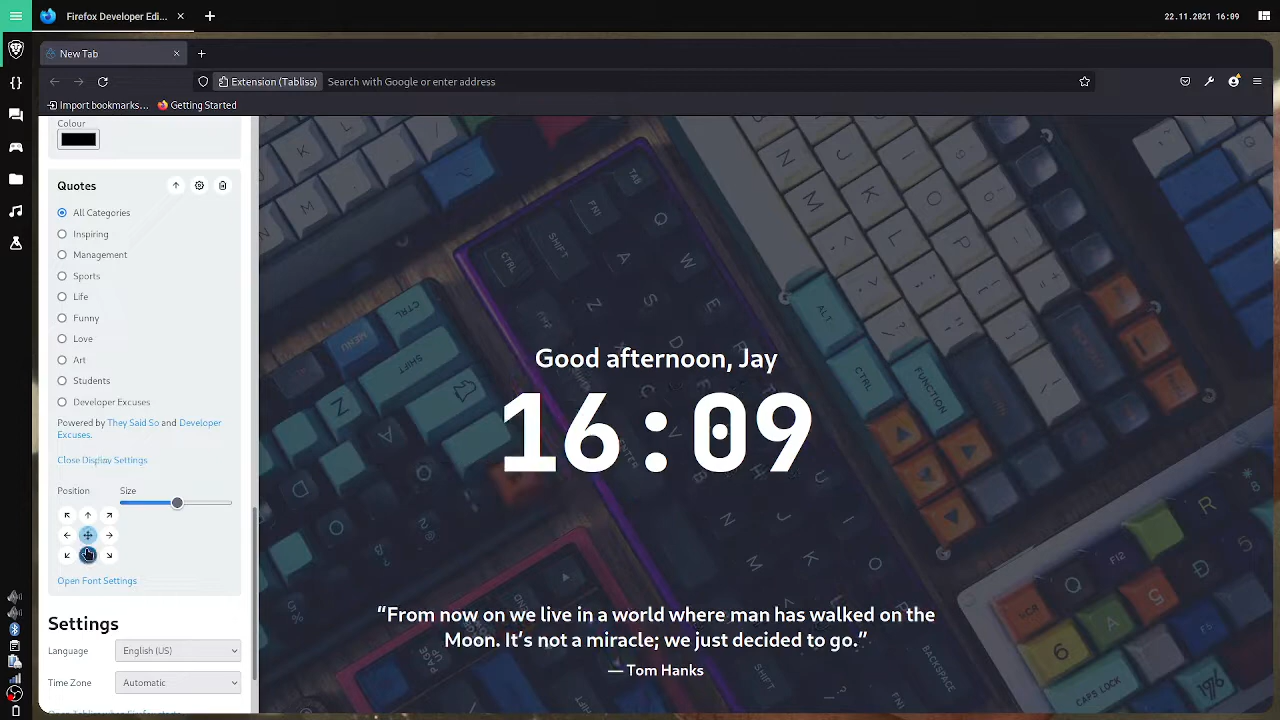 Firefox Developer Edi...
22.11.2021 16:09
New Tab
Extension (Tabliss)
Search with Google or enter address
Import bookmarks...
Getting Started
Colour
Quotes
All Categories
Inspiring
Management
Sports
Life
Funny
Love
Art
Students
Developer Excuses
Powered by They Said So and Developer
Excuses.
Close Display Settings
Position
Size
Open Font Settings
Settings
Language
English (US)
Time Zone
Automatic
Good afternoon, Jay
16:09
“From now on we live in a world where man has walked on the
Moon. It’s not a miracle; we just decided to go.”
— Tom Hanks